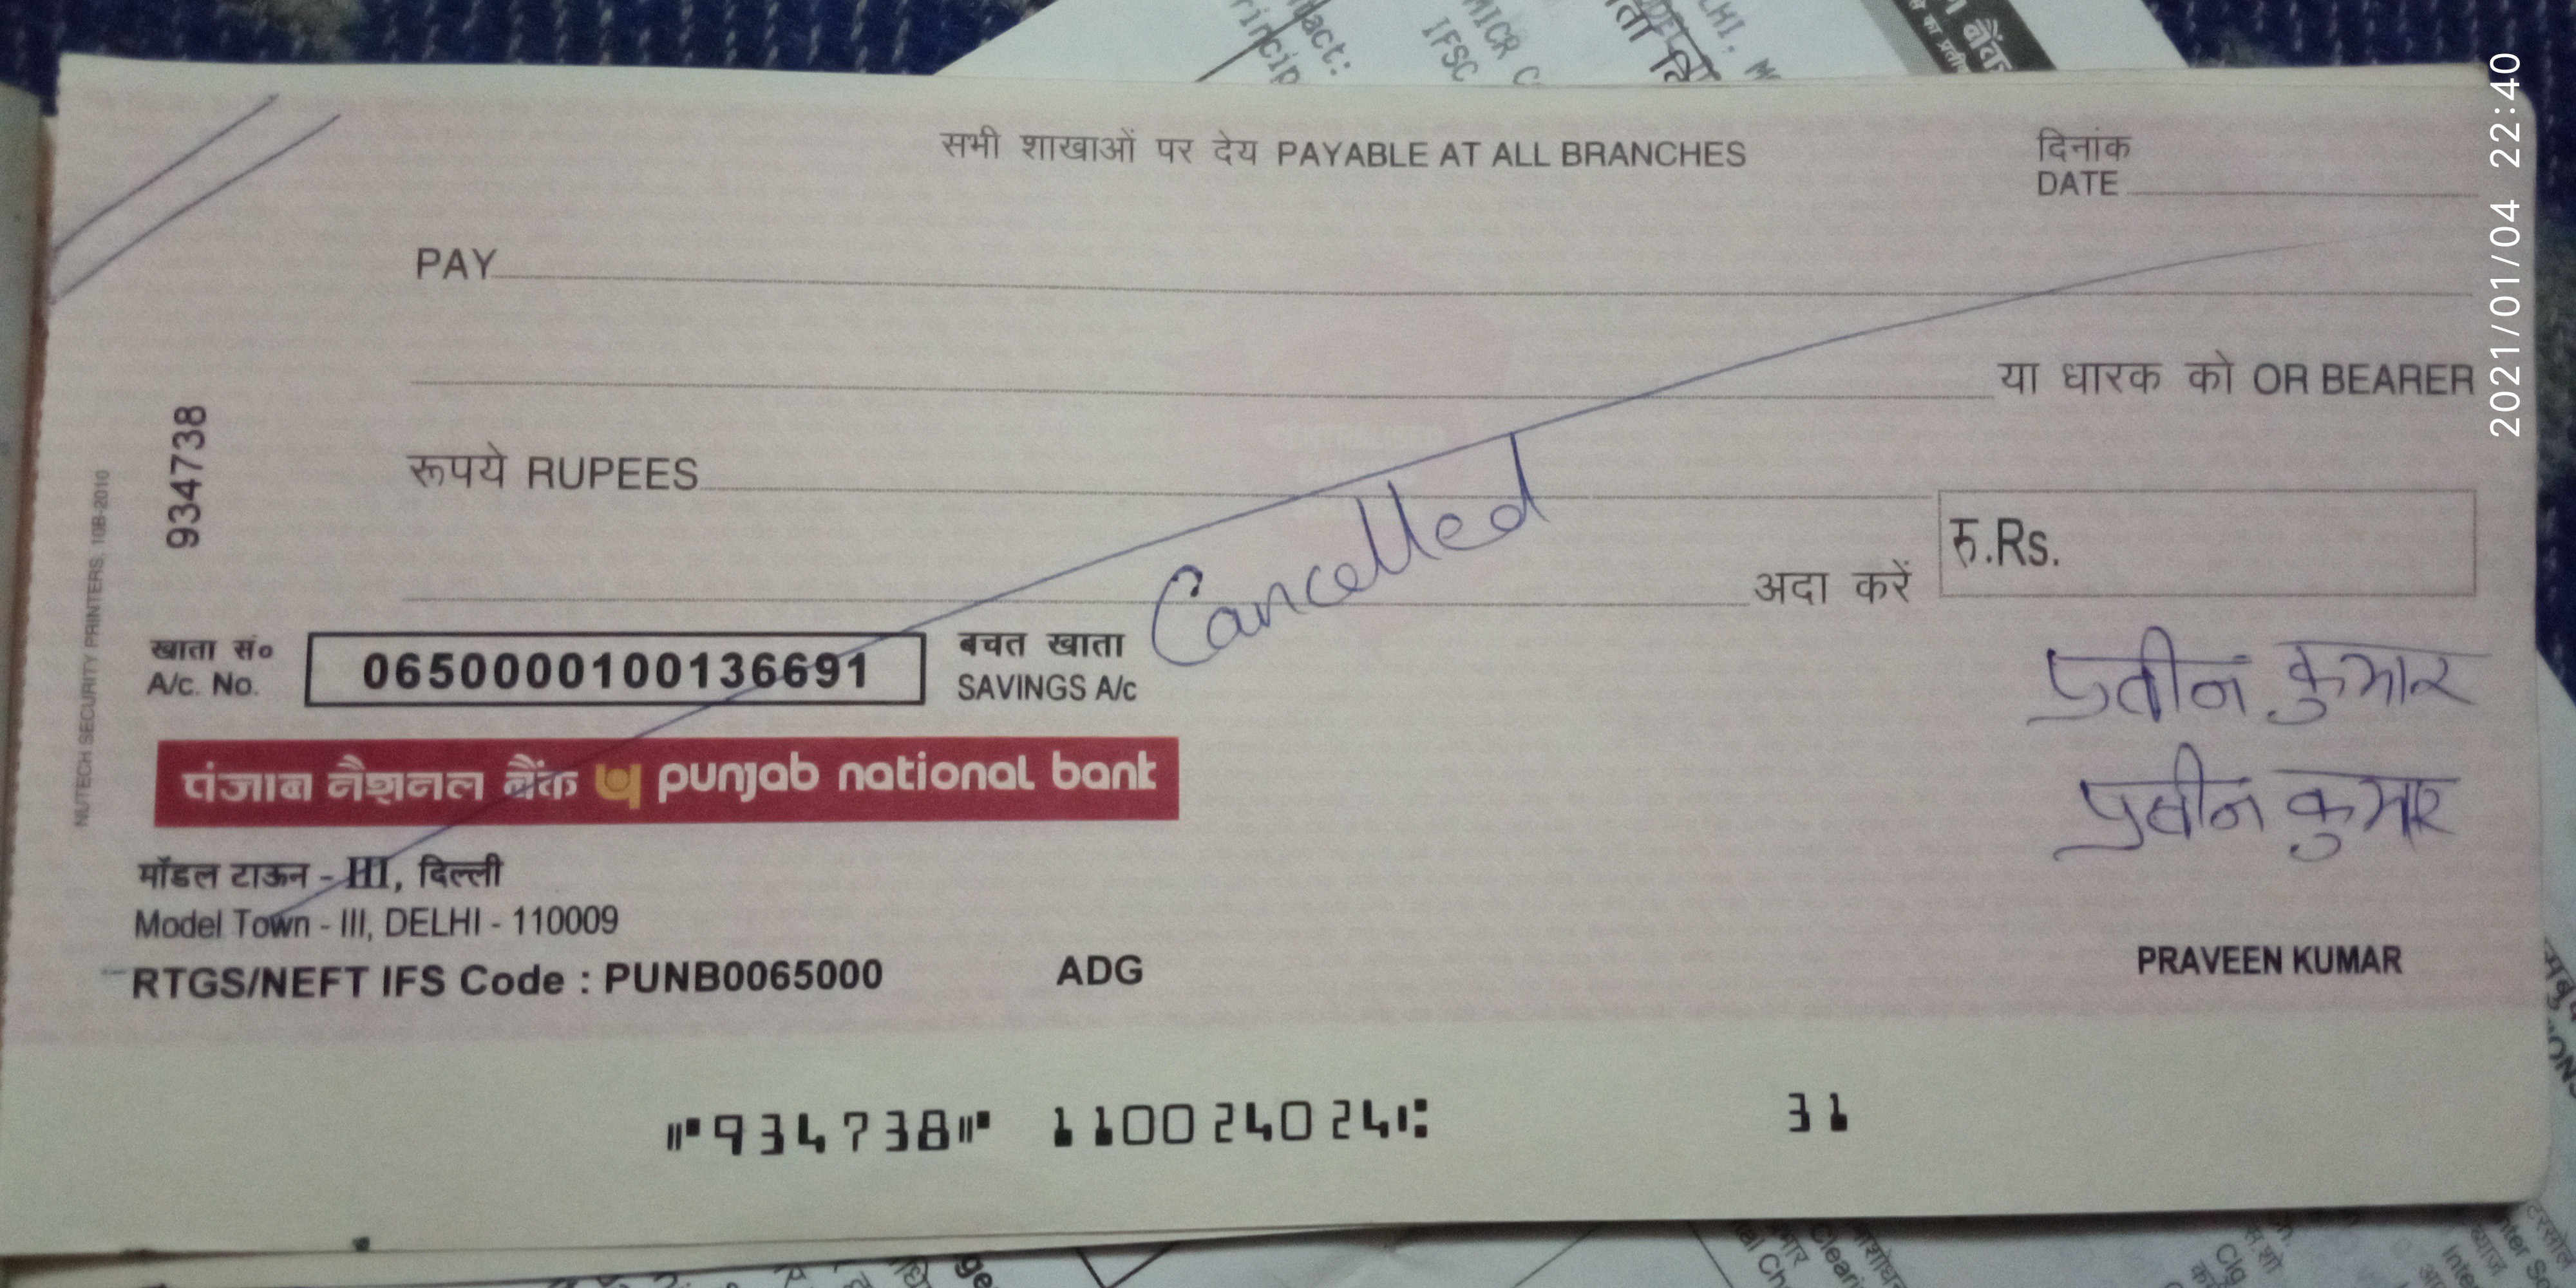 सभी शाखाओं पर देय PAYABLE AT ALL BRANCHES
दिनांक
DATE
PAY
या धारक को OR BEARER
रूपये RUPEES
अदा करें
रु.Rs.
Cancelled
खाता सं०
A/c. No.
0650000100136691
बचत खाता
SAVINGS A/c
पंजाब नैशनल बैंक punjab national bank
मॉडल टाऊन - III, दिल्ली
Model Town - III, DELHI - 110009
RTGS/NEFT IFS Code : PUNB0065000 ADG
प्रवीन कुमार
प्रवीन कुमार
PRAVEEN KUMAR
⑈934738⑈ 110024024⑆ 31
934738
NUTECH SECURITY PRINTERS, 10B-2010
2021/01/04 22:40
MICR
IFSC